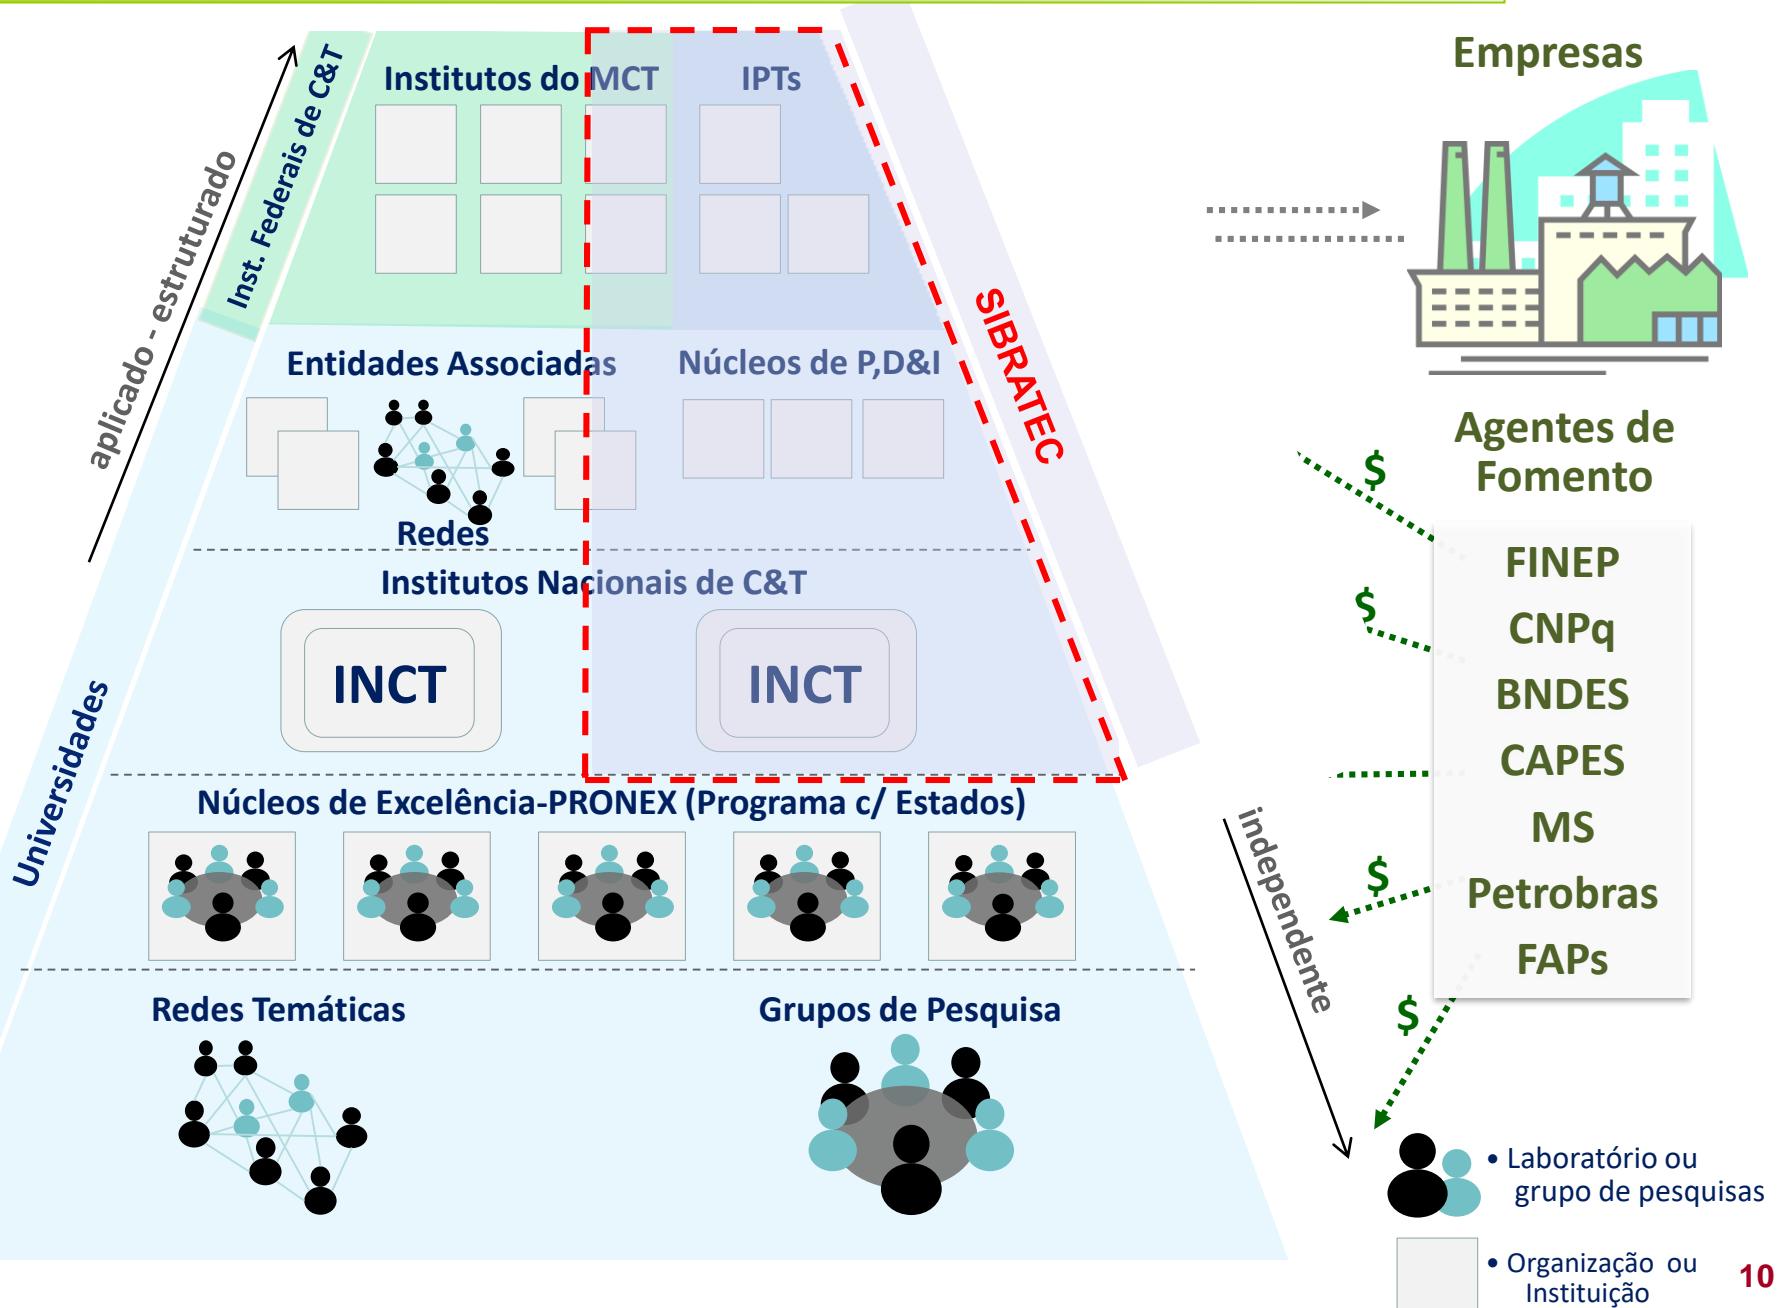 Institutos do MCT
IPTs
Inst. Federais de C&T
aplicado - estruturado
Entidades Associadas
Núcleos de P,D&I
SIBRATEC
Redes
Institutos Nacionais de C&T
INCT
INCT
Universidades
Núcleos de Excelência-PRONEX (Programa c/ Estados)
Redes Temáticas
Grupos de Pesquisa
independente
Empresas
Agentes de
Fomento
$
$
$
$
FINEP
CNPq
BNDES
CAPES
MS
Petrobras
FAPs
• Laboratório ou
grupo de pesquisas
• Organização ou
Instituição
10